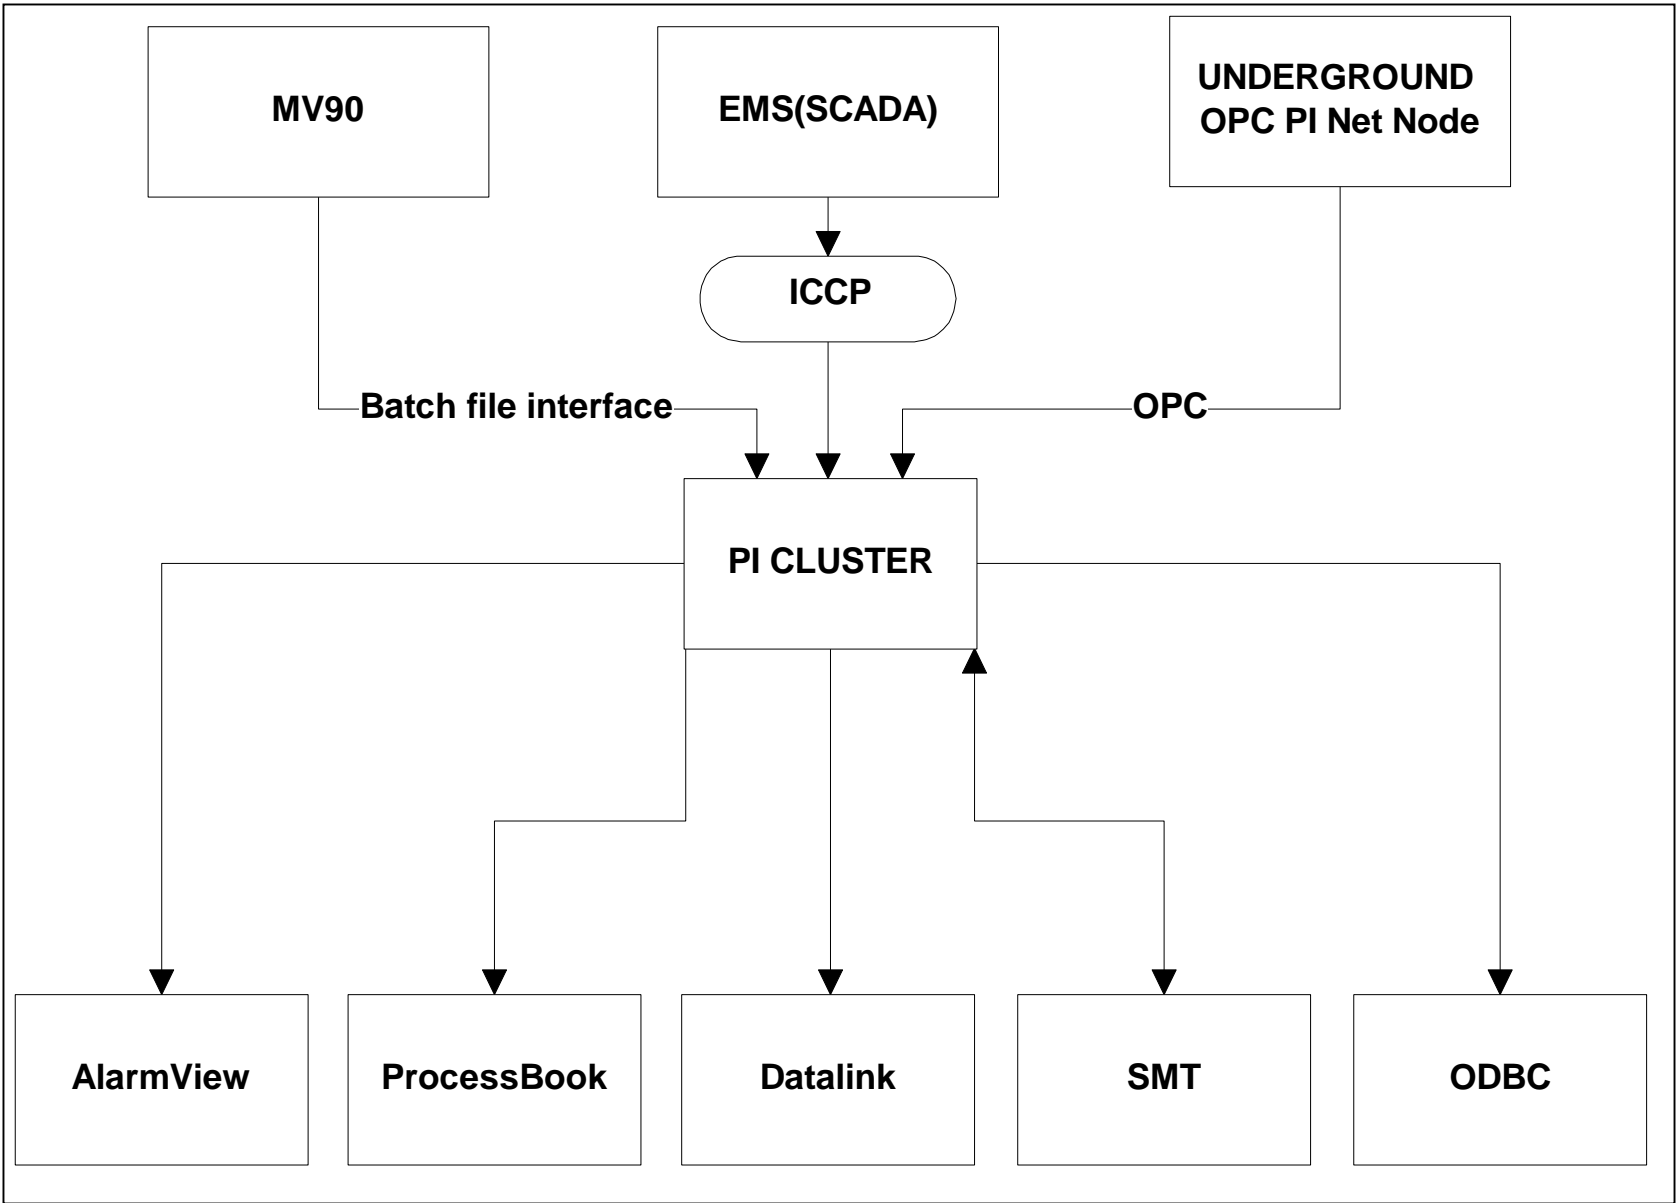 MV90
EMS(SCADA)
UNDERGROUND
OPC PI Net Node
ICCP
Batch file interface
OPC
PI CLUSTER
AlarmView
ProcessBook
Datalink
SMT
ODBC